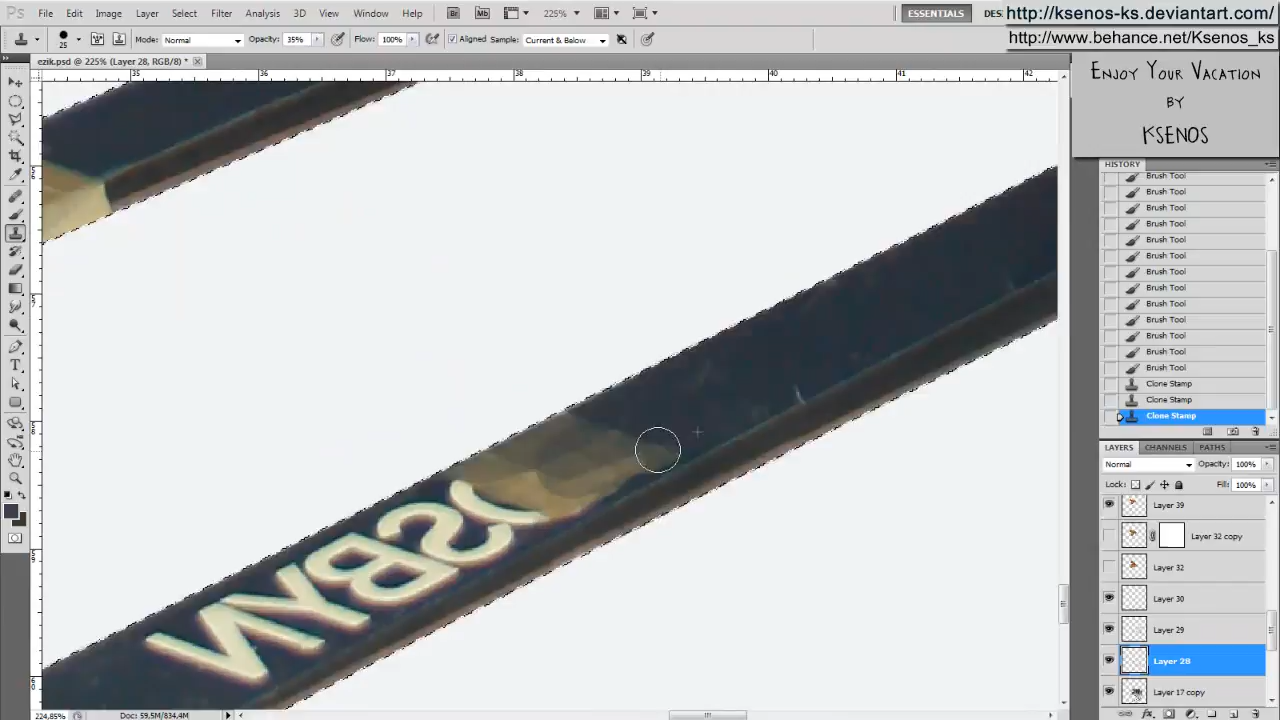 Ps File Edit Image Layer Select Filter Analysis 3D View Window Help Br Mb 225% ESSENTIALS DES http://ksenos-ks.deviantart.com/
25 Mode: Normal Opacity: 35% Flow: 100% Aligned Sample: Current & Below http://www.behance.net/Ksenos_ks
ezik.psd @ 225% (Layer 28, RGB/8) *
35 36 37 38 39 40 41 42
Enjoy Your Vacation
by
Ksenos
HISTORY
Brush Tool
Brush Tool
Brush Tool
Brush Tool
Brush Tool
Brush Tool
Brush Tool
Brush Tool
Brush Tool
Brush Tool
Brush Tool
Brush Tool
Brush Tool
Clone Stamp
Clone Stamp
Clone Stamp
LAYERS CHANNELS PATHS
Normal Opacity: 100%
Lock: Fill: 100%
Layer 39
Layer 32 copy
Layer 32
Layer 30
Layer 29
Layer 28
Layer 17 copy
224,85% Doc: 59,5M/834,4M